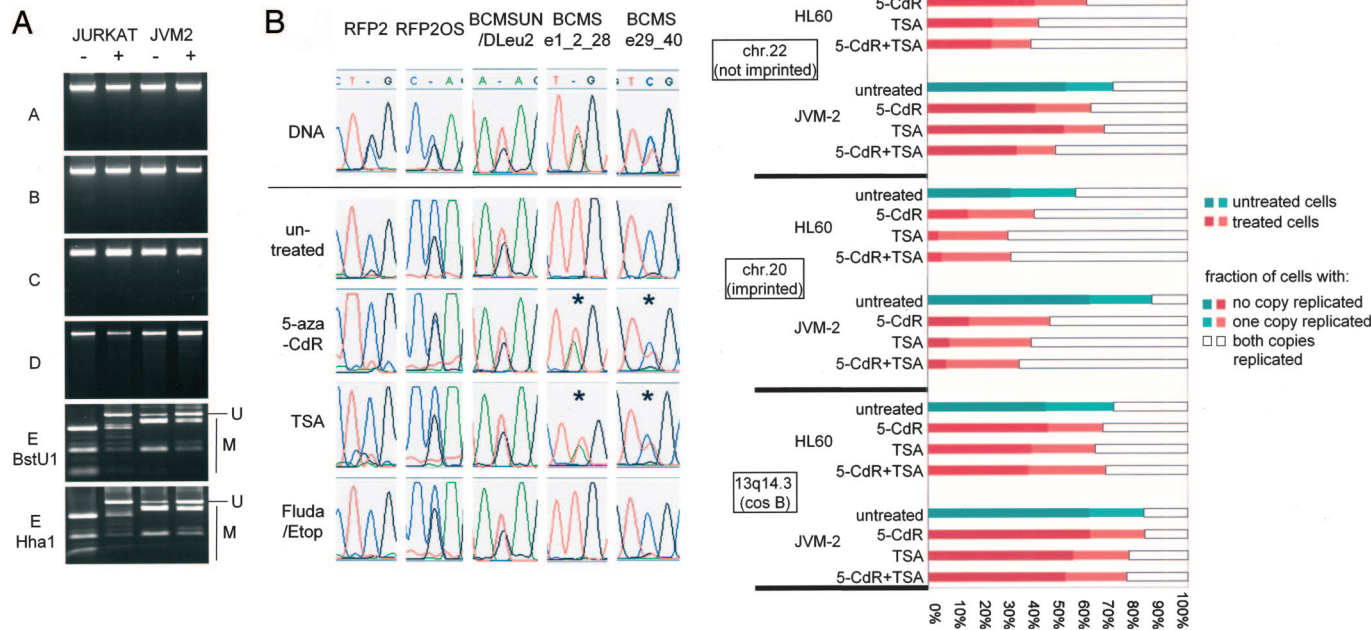 A
JURKAT JVM2
- + - +
A
B
C
D
E
BstU1
U
M
E
Hha1
U
M
B
RFP2 RFP2OS BCMSUN
/DLeu2 BCMS
e1_2_28 BCMS
e29_40
T - G C - A A - A T - G T C G
DNA
un-
treated
5-aza
-CdR
* *
TSA
* *
Fluda
/Etop
5-CdR
HL60
TSA
5-CdR+TSA
chr.22
(not imprinted)
untreated
5-CdR
JVM-2
TSA
5-CdR+TSA
untreated
5-CdR
HL60
TSA
5-CdR+TSA
chr.20
(imprinted)
untreated
5-CdR
JVM-2
TSA
5-CdR+TSA
untreated
5-CdR
HL60
TSA
5-CdR+TSA
13q14.3
(cos B)
untreated
5-CdR
JVM-2
TSA
5-CdR+TSA
0% 10% 20% 30% 40% 50% 60% 70% 80% 90% 100%
untreated cells
treated cells
fraction of cells with:
no copy replicated
one copy replicated
both copies
replicated